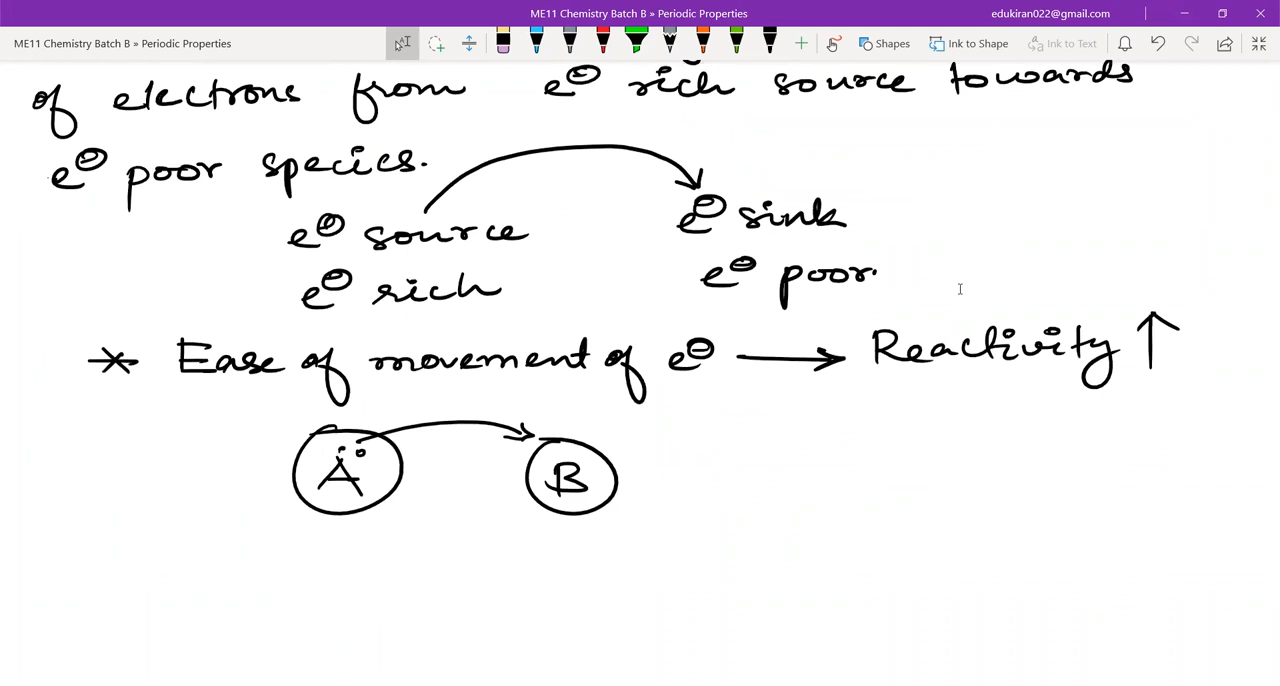 ME11 Chemistry Batch B » Periodic Properties
edukiran022@gmail.com
ME11 Chemistry Batch B » Periodic Properties
Shapes
Ink to Shape
Ink to Text
of electrons from e⊖ rich source towards
e⊖ poor species.
e⊖ source
e⊖ sink
e⊖ rich
e⊖ poor.
* Ease of movement of e⊖ ⟶ Reactivity ↑
A
B